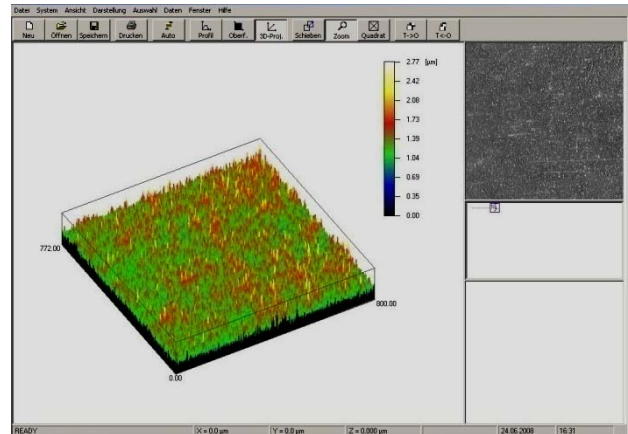 Datei System Ansicht Darstellung Auswahl Daten Fenster Hilfe
Neu Öffnen Speichern Drucken Auto Profil Oberf. 3D-Proj. Schieben Zoom Quadrat T->O T<-O
2.77 [µm]
2.42
2.08
1.73
1.39
1.04
0.69
0.35
0.00
772.00
800.00
0.00
READY X = 0.0 µm Y = 0.0 µm Z = 0.000 µm 24.06.2008 16:31